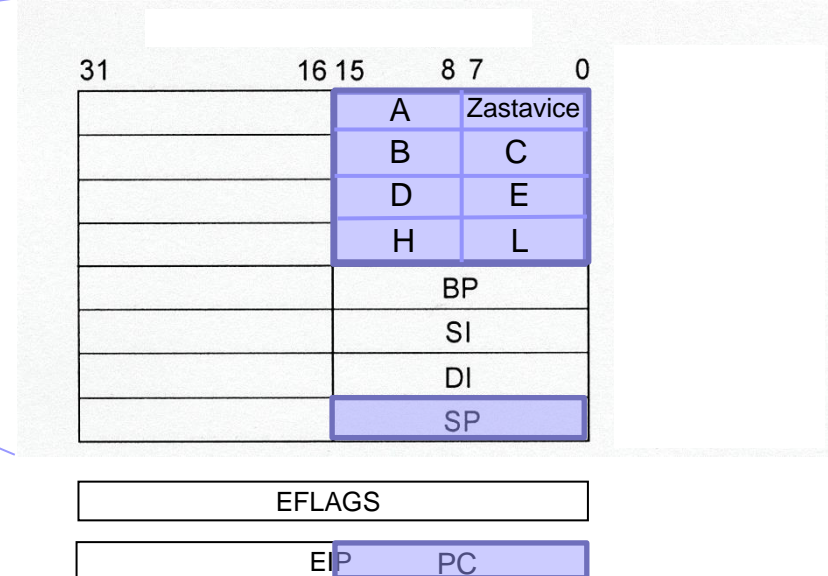 31 16 15 8 7 0
A Zastavice
B C
D E
H L
BP
SI
DI
SP
EFLAGS
EIP PC